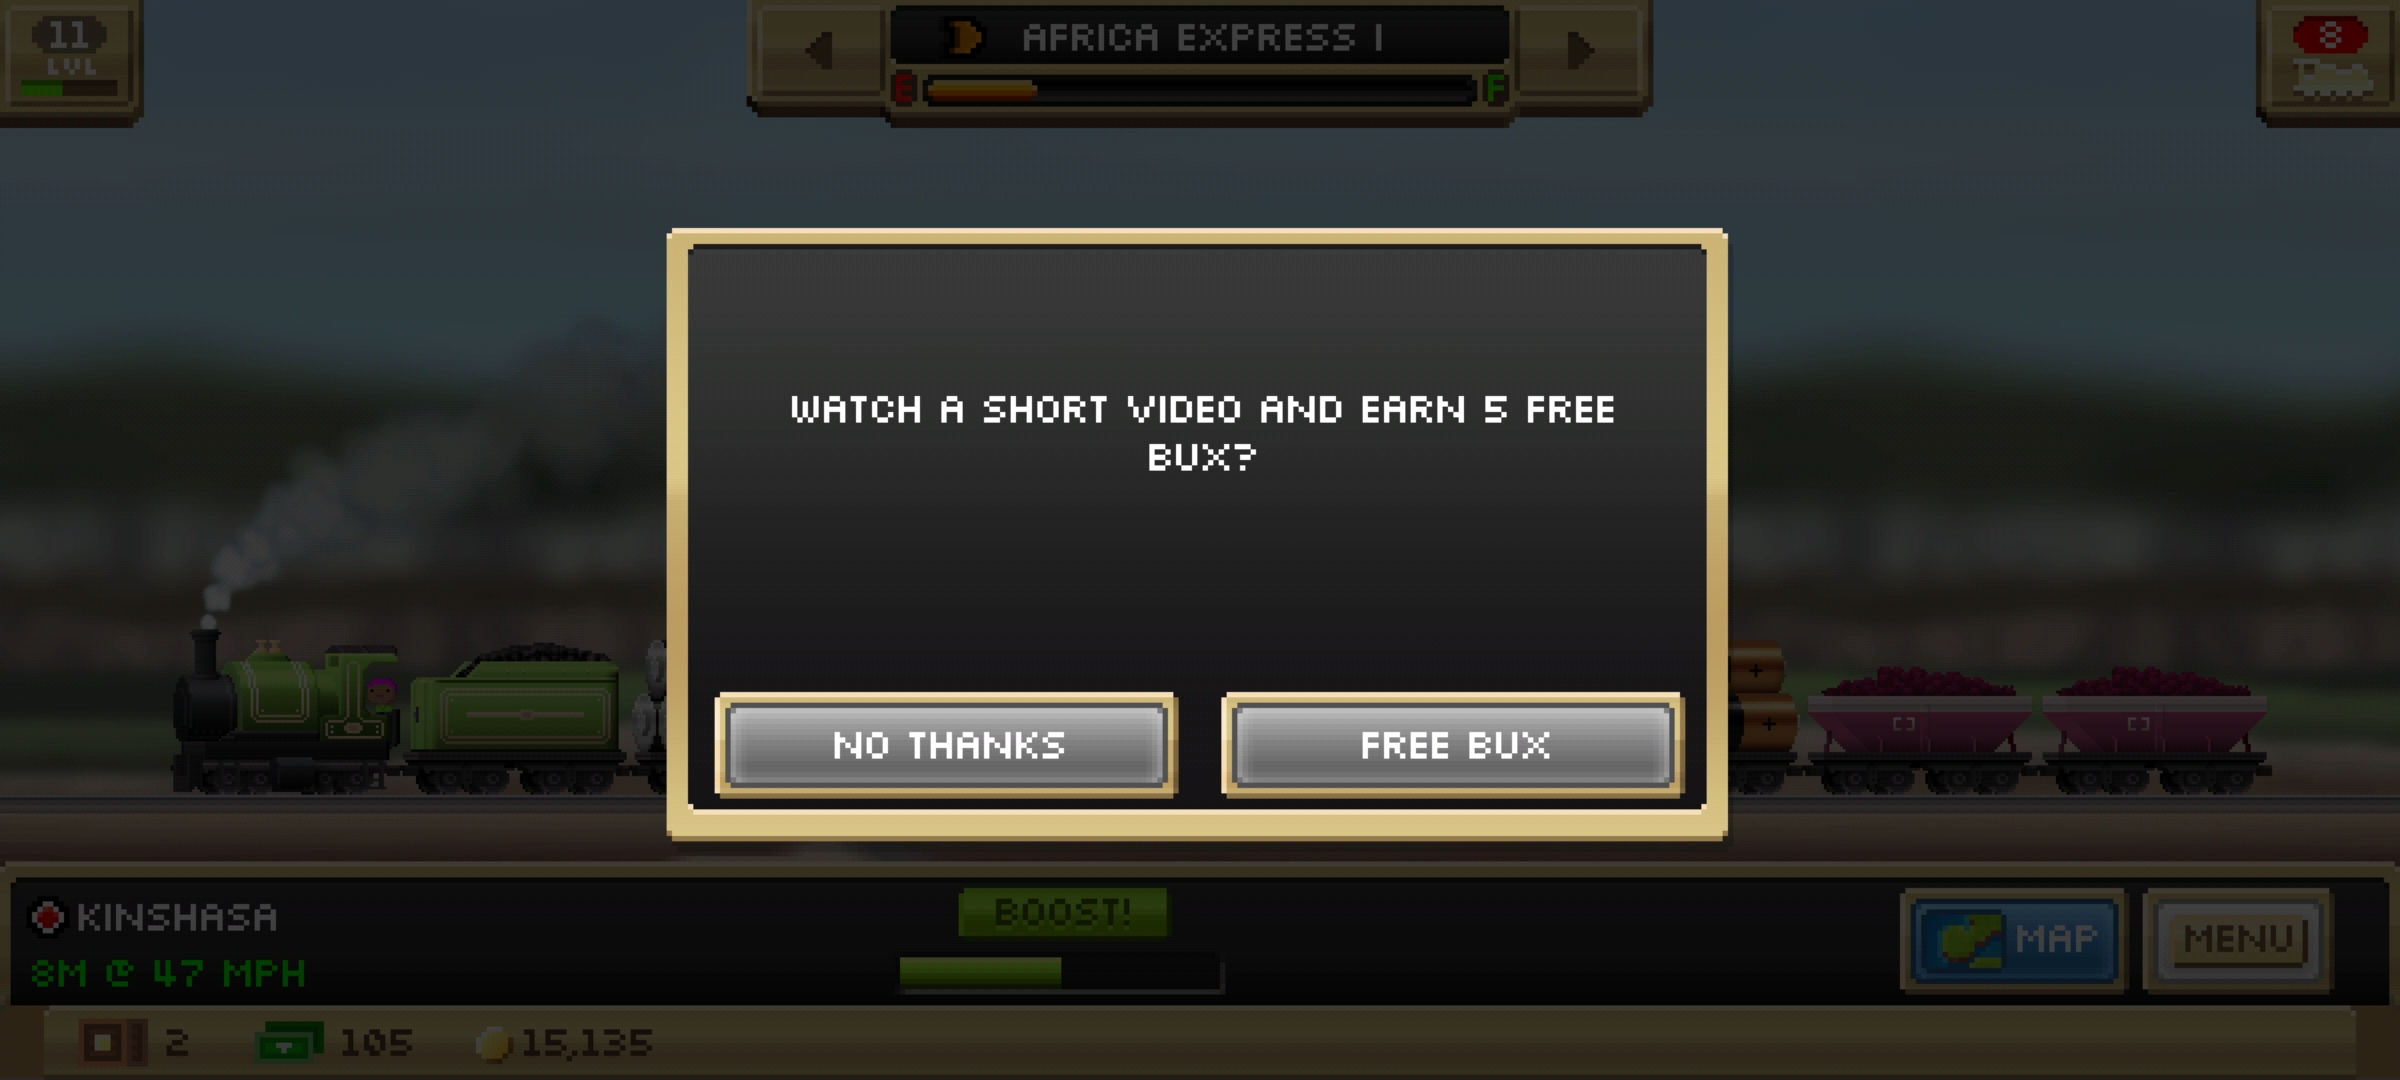 11
LVL
AFRICA EXPRESS I
E
F
8
WATCH A SHORT VIDEO AND EARN 5 FREE
BUX?
NO THANKS
FREE BUX
KINSHASA
8M @ 47 MPH
BOOST!
MAP
MENU
2
105
15,135